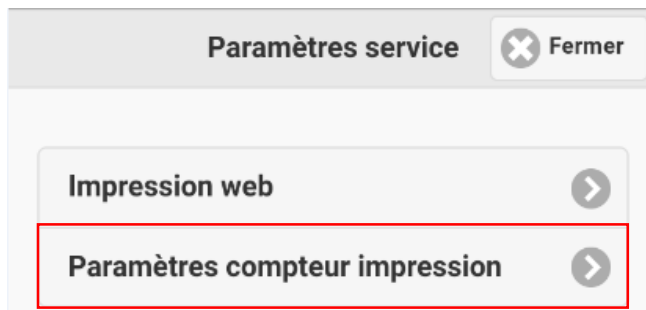 Paramètres service
Fermer
Impression web
Paramètres compteur impression